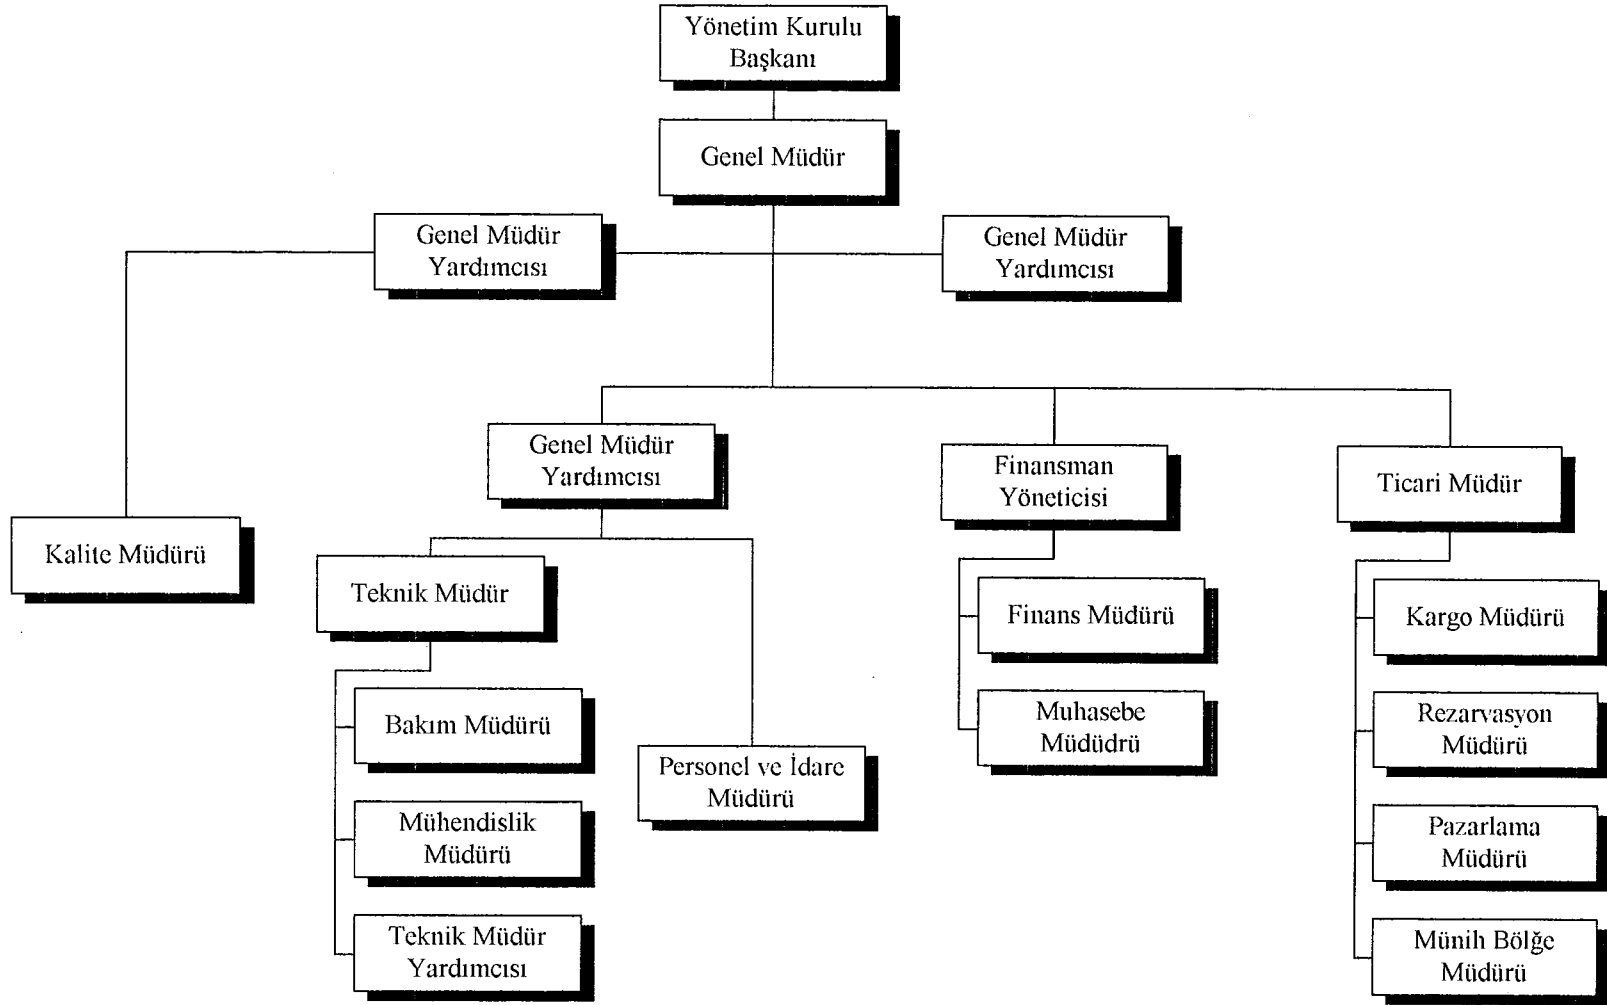 Yönetim Kurulu
Başkanı
Genel Müdür
Genel Müdür
Yardımcısı
Genel Müdür
Yardımcısı
Genel Müdür
Yardımcısı
Finansman
Yöneticisi
Ticari Müdür
Kalite Müdürü
Teknik Müdür
Bakım Müdürü
Mühendislik
Müdürü
Teknik Müdür
Yardımcısı
Personel ve İdare
Müdürü
Finans Müdürü
Muhasebe
Müdüdrü
Kargo Müdürü
Rezarvasyon
Müdürü
Pazarlama
Müdürü
Münih Bölğe
Müdürü